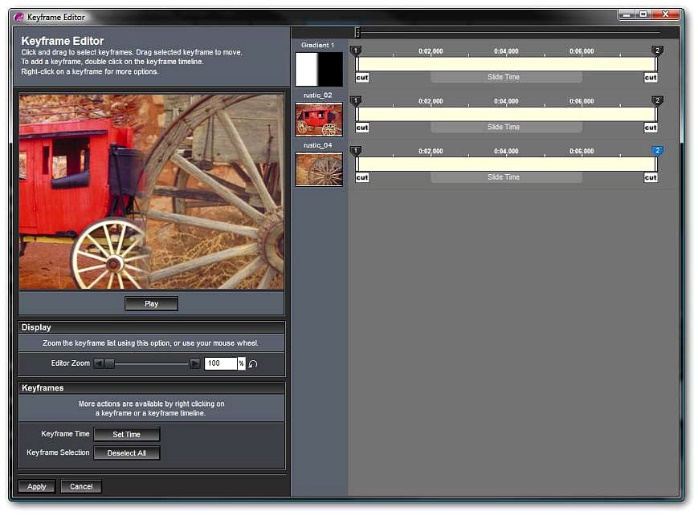 Keyframe Editor
Keyframe Editor
Click and drag to select keyframes. Drag selected keyframe to move.
To add a keyframe, double click on the keyframe timeline.
Right-click on a keyframe for more options.
Play
Display
Zoom the keyframe list using this option, or use your mouse wheel.
Editor Zoom 100 %
Keyframes
More actions are available by right clicking on
a keyframe or a keyframe timeline.
Keyframe Time Set Time
Keyframe Selection Deselect All
Apply Cancel
Gradient 1
1 0:02,000 0:04,000 0:06,000 2
cut Slide Time cut
rustic_02
1 0:02,000 0:04,000 0:06,000 2
cut Slide Time cut
rustic_04
1 0:02,000 0:04,000 0:06,000 2
cut Slide Time cut